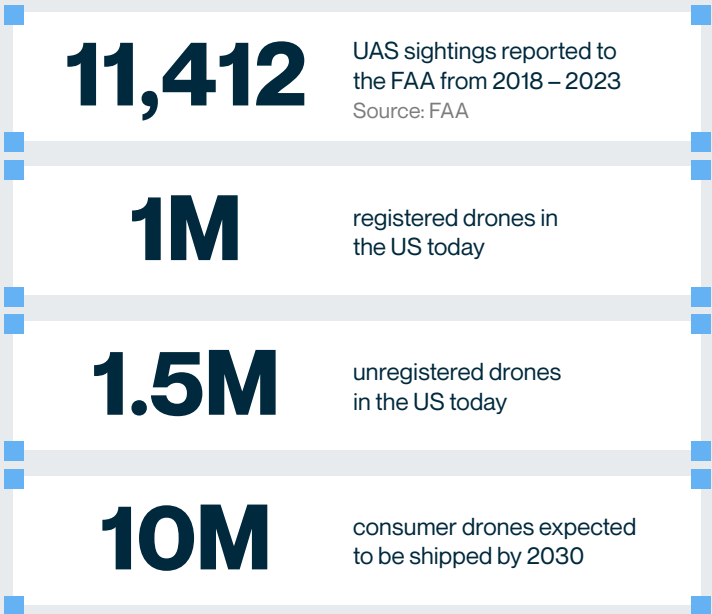 11,412
UAS sightings reported to
the FAA from 2018 – 2023
Source: FAA
1M
registered drones in
the US today
1.5M
unregistered drones
in the US today
10M
consumer drones expected
to be shipped by 2030